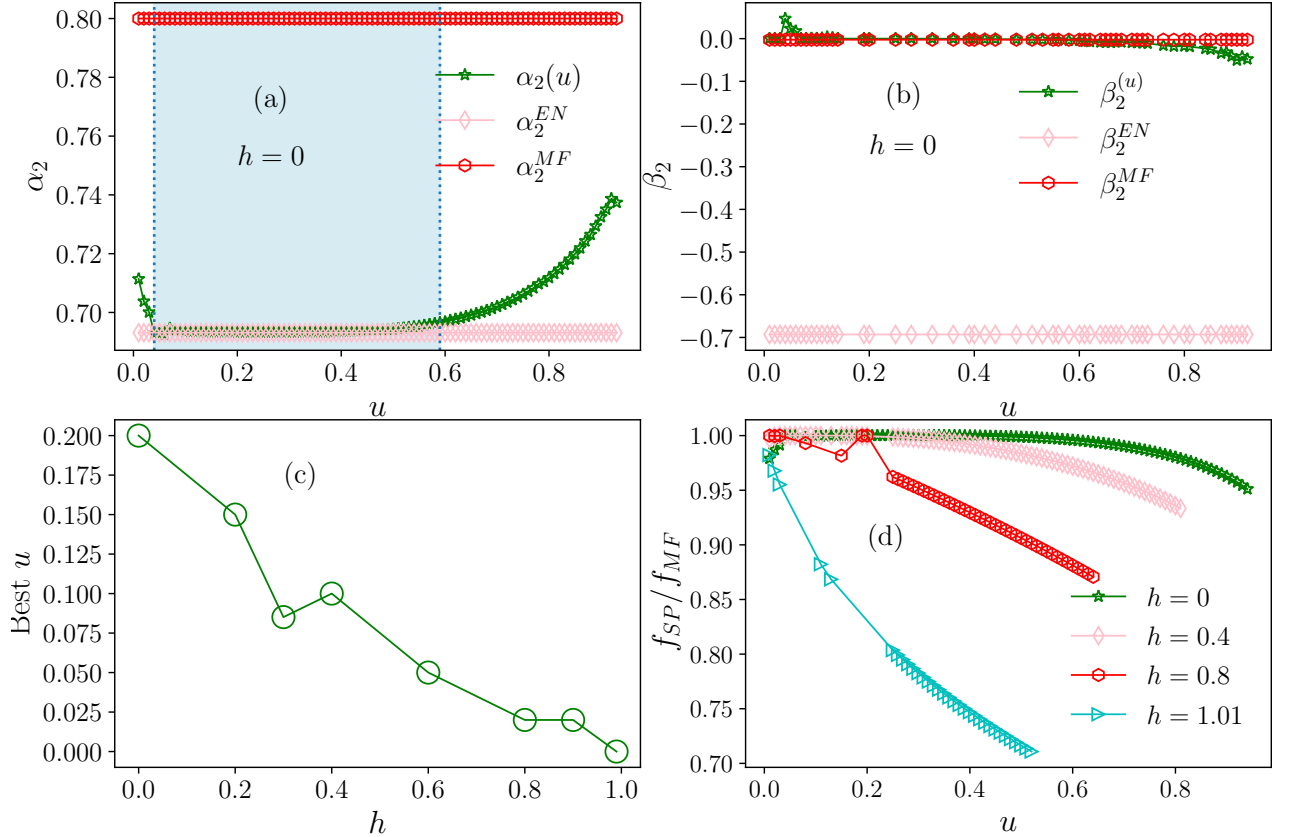 0.80
0.78
0.76
0.74
0.72
0.70
α₂
(a)
h = 0
α₂(u)
α₂^{EN}
α₂^{MF}
0.0 0.2 0.4 0.6 0.8
u
0.0
−0.1
−0.2
−0.3
−0.4
−0.5
−0.6
−0.7
β₂
(b)
h = 0
β₂^{(u)}
β₂^{EN}
β₂^{MF}
0.0 0.2 0.4 0.6 0.8
u
0.200
0.175
0.150
0.125
0.100
0.075
0.050
0.025
0.000
Best u
(c)
0.0 0.2 0.4 0.6 0.8 1.0
h
1.00
0.95
0.90
0.85
0.80
0.75
0.70
f_{SP}/f_{MF}
(d)
h = 0
h = 0.4
h = 0.8
h = 1.01
0.0 0.2 0.4 0.6 0.8
u